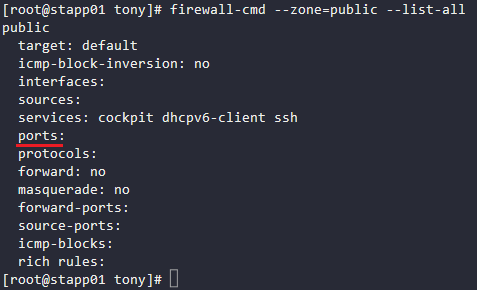 [root@stapp01 tony]# firewall-cmd --zone=public --list-all
public
  target: default
  icmp-block-inversion: no
  interfaces:
  sources:
  services: cockpit dhcpv6-client ssh
  ports:
  protocols:
  forward: no
  masquerade: no
  forward-ports:
  source-ports:
  icmp-blocks:
  rich rules:
[root@stapp01 tony]#